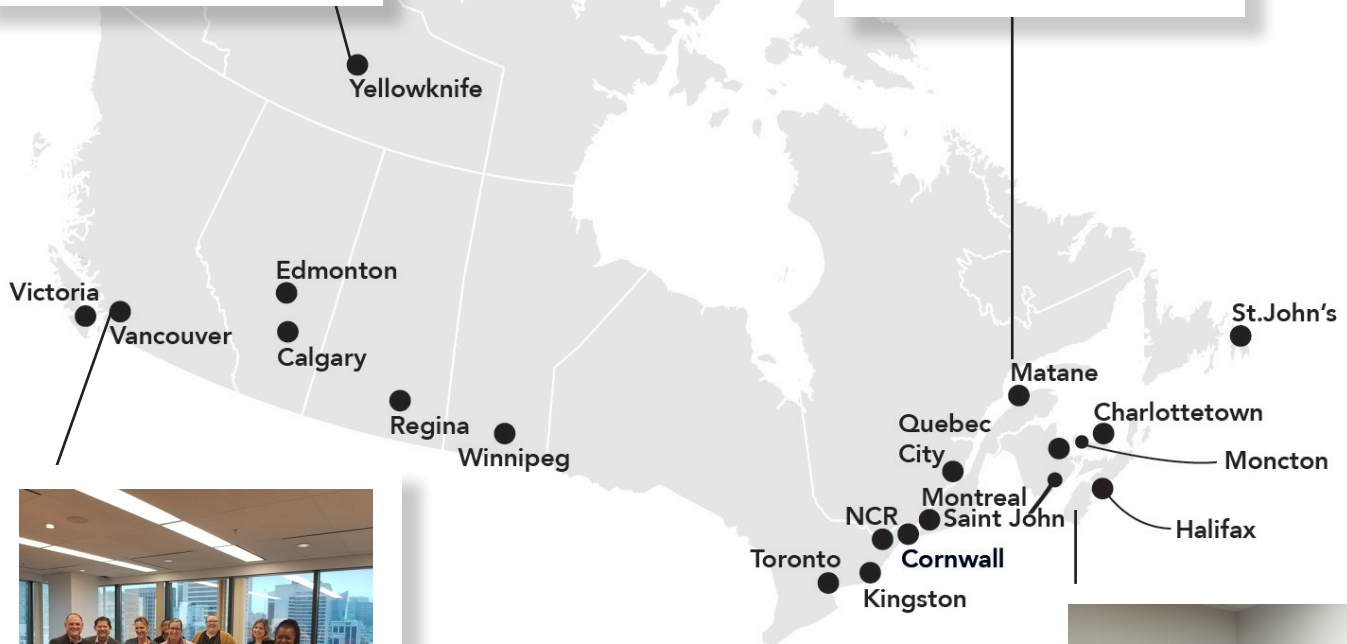 Yellowknife
Edmonton
Victoria
Vancouver
Calgary
St.John's
Matane
Regina
Quebec
City
Charlottetown
Winnipeg
Moncton
Montreal
NCR
Saint John
Halifax
Toronto
Cornwall
Kingston